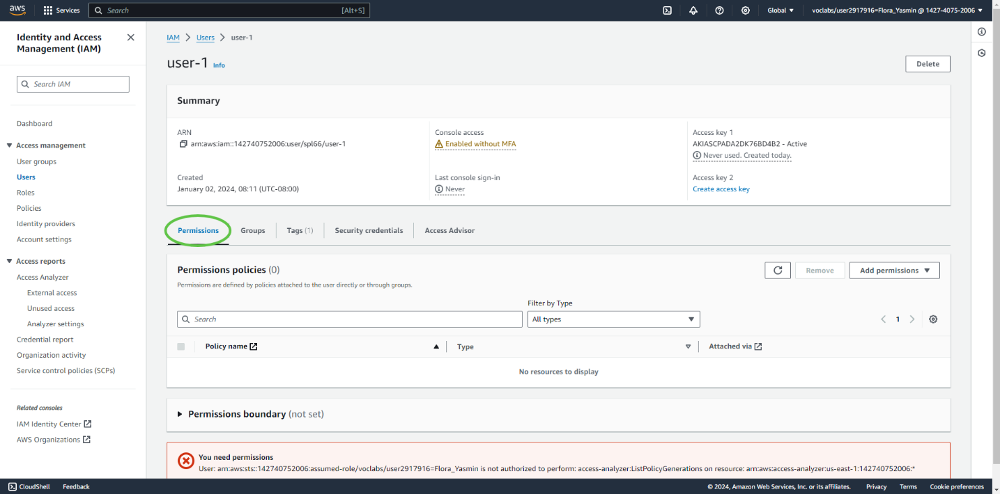 aws
Services
Search [Alt+S]
Global
voclabs/user2917916=Flora_Yasmin @ 1427-4075-2006
Identity and Access
Management (IAM)
Search IAM
Dashboard
Access management
User groups
Users
Roles
Policies
Identity providers
Account settings
Access reports
Access Analyzer
External access
Unused access
Analyzer settings
Credential report
Organization activity
Service control policies (SCPs)
Related consoles
IAM Identity Center
AWS Organizations
IAM > Users > user-1
user-1 Info
Delete
Summary
ARN
arn:aws:iam::142740752006:user/spl66/user-1
Created
January 02, 2024, 08:11 (UTC-08:00)
Console access
Enabled without MFA
Last console sign-in
Never
Access key 1
AKIASCPADA2DK76BD4B2 - Active
Never used. Created today.
Access key 2
Create access key
Permissions
Groups
Tags (1)
Security credentials
Access Advisor
Permissions policies (0)
Permissions are defined by policies attached to the user directly or through groups.
Remove
Add permissions
Filter by Type
Search
All types
1
Policy name
Type
Attached via
No resources to display
Permissions boundary (not set)
You need permissions
User: arn:aws:sts::142740752006:assumed-role/voclabs/user2917916=Flora_Yasmin is not authorized to perform: access-analyzer:ListPolicyGenerations on resource: arn:aws:access-analyzer:us-east-1:142740752006:*
CloudShell
Feedback
© 2024, Amazon Web Services, Inc. or its affiliates.
Privacy
Terms
Cookie preferences